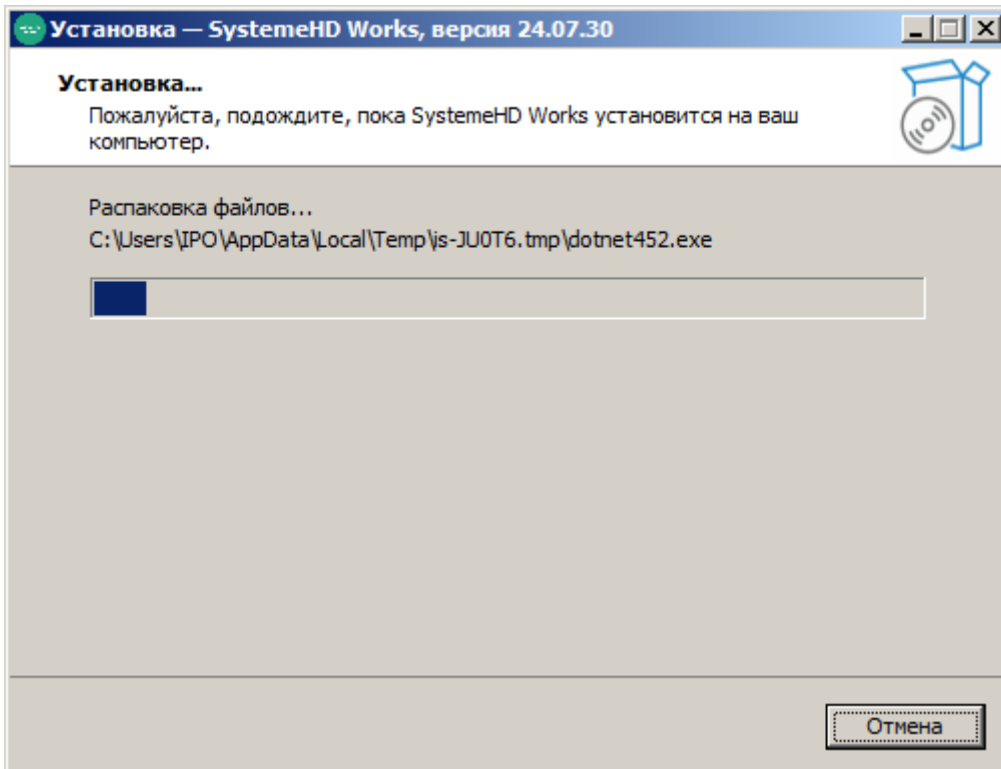 Установка — SystemeHD Works, версия 24.07.30
Установка...
Пожалуйста, подождите, пока SystemeHD Works установится на ваш
компьютер.
Распаковка файлов...
C:\Users\IPO\AppData\Local\Temp\is-JU0T6.tmp\dotnet452.exe
Отмена